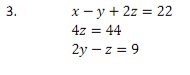 3. x − y + 2z = 22
4z = 44
2y − z = 9